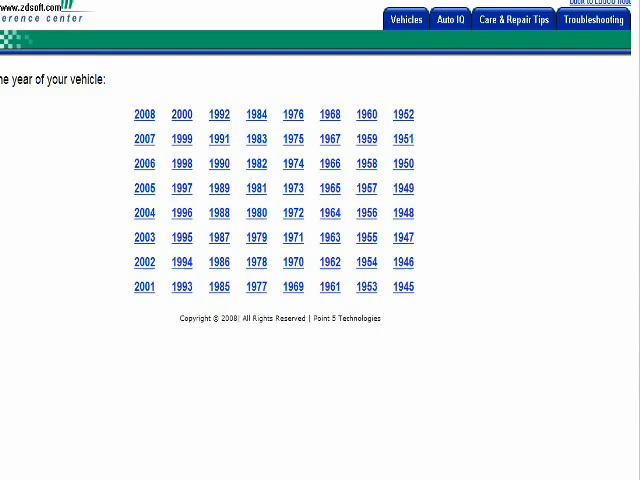 www.zdsoft.com
erence center
Vehicles Auto IQ Care & Repair Tips Troubleshooting
he year of your vehicle:
2008 2000 1992 1984 1976 1968 1960 1952
2007 1999 1991 1983 1975 1967 1959 1951
2006 1998 1990 1982 1974 1966 1958 1950
2005 1997 1989 1981 1973 1965 1957 1949
2004 1996 1988 1980 1972 1964 1956 1948
2003 1995 1987 1979 1971 1963 1955 1947
2002 1994 1986 1978 1970 1962 1954 1946
2001 1993 1985 1977 1969 1961 1953 1945
Copyright © 2008| All Rights Reserved | Point 5 Technologies